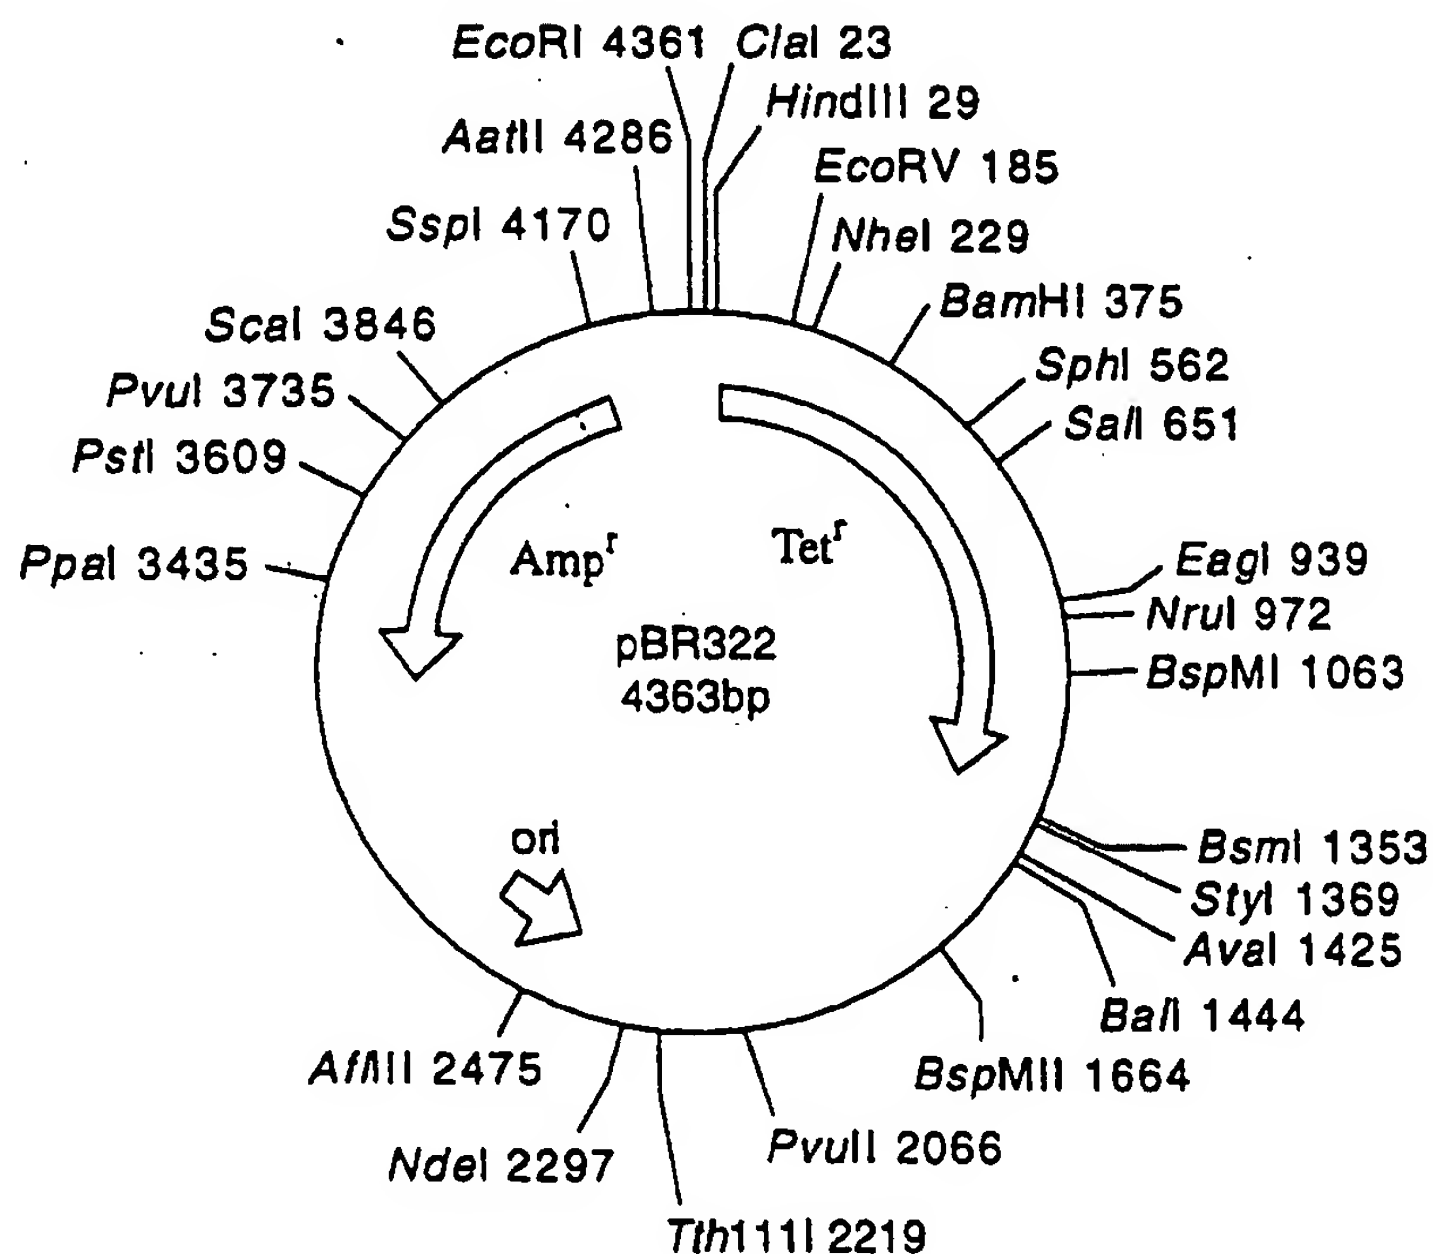 EcoRI 4361
ClaI 23
HindIII 29
AatII 4286
EcoRV 185
SspI 4170
NheI 229
BamHI 375
ScaI 3846
SphI 562
PvuI 3735
SalI 651
PstI 3609
Ampʳ
Tetʳ
PpaI 3435
EagI 939
NruI 972
pBR322
4363bp
BspMI 1063
ori
BsmI 1353
StyI 1369
AvaI 1425
BalI 1444
AflIII 2475
BspMII 1664
NdeI 2297
PvuII 2066
Tth111I 2219